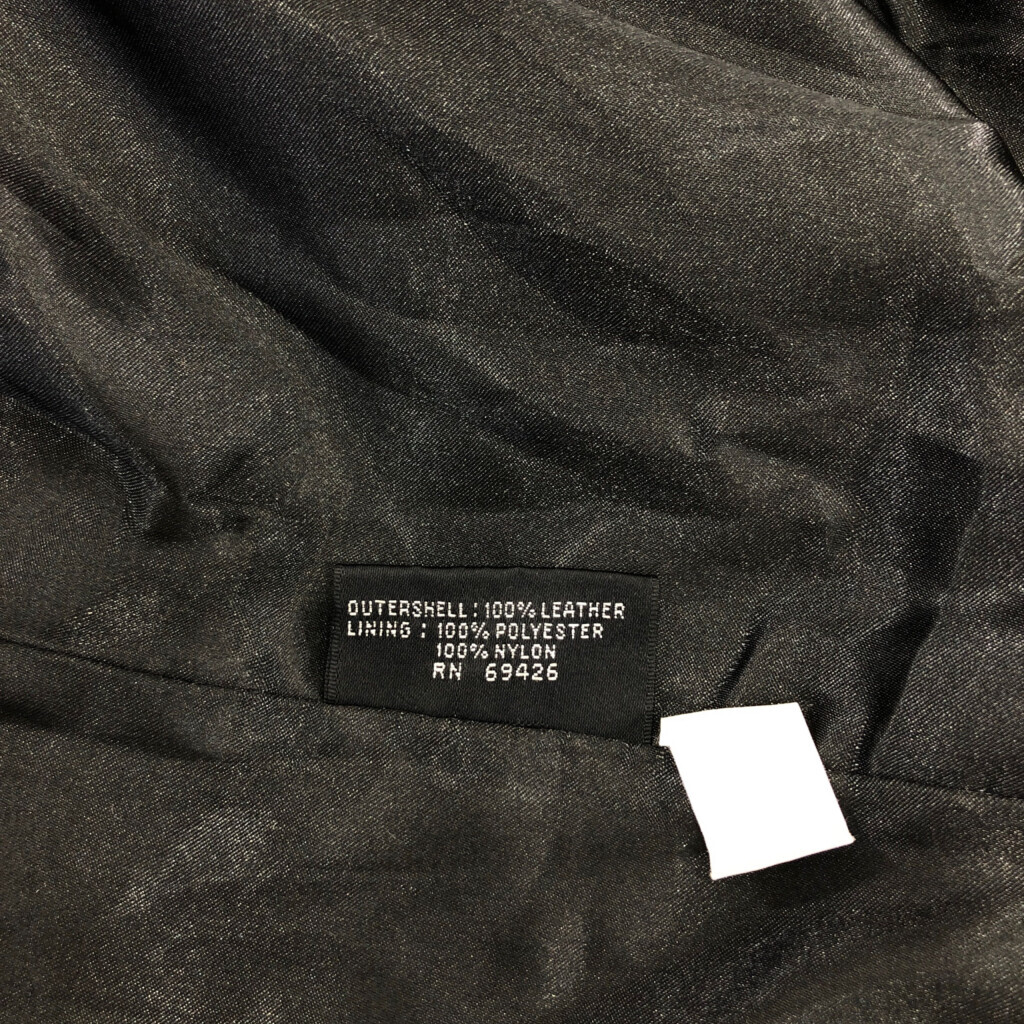 OUTERSHELL : 100% LEATHER
LINING : 100% POLYESTER
100% NYLON
RN 69426